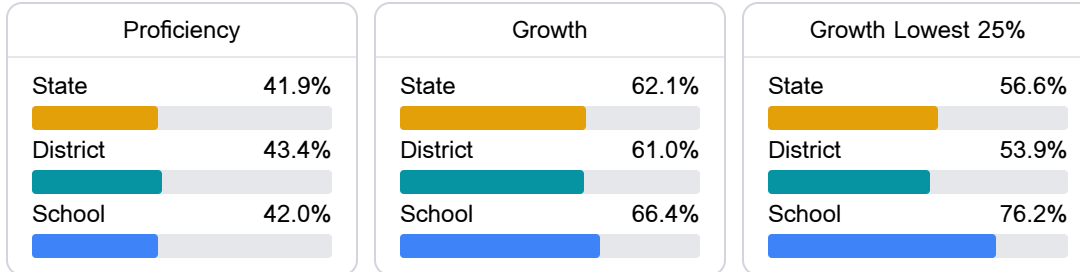 Proficiency
State 41.9%
District 43.4%
School 42.0%
Growth
State 62.1%
District 61.0%
School 66.4%
Growth Lowest 25%
State 56.6%
District 53.9%
School 76.2%